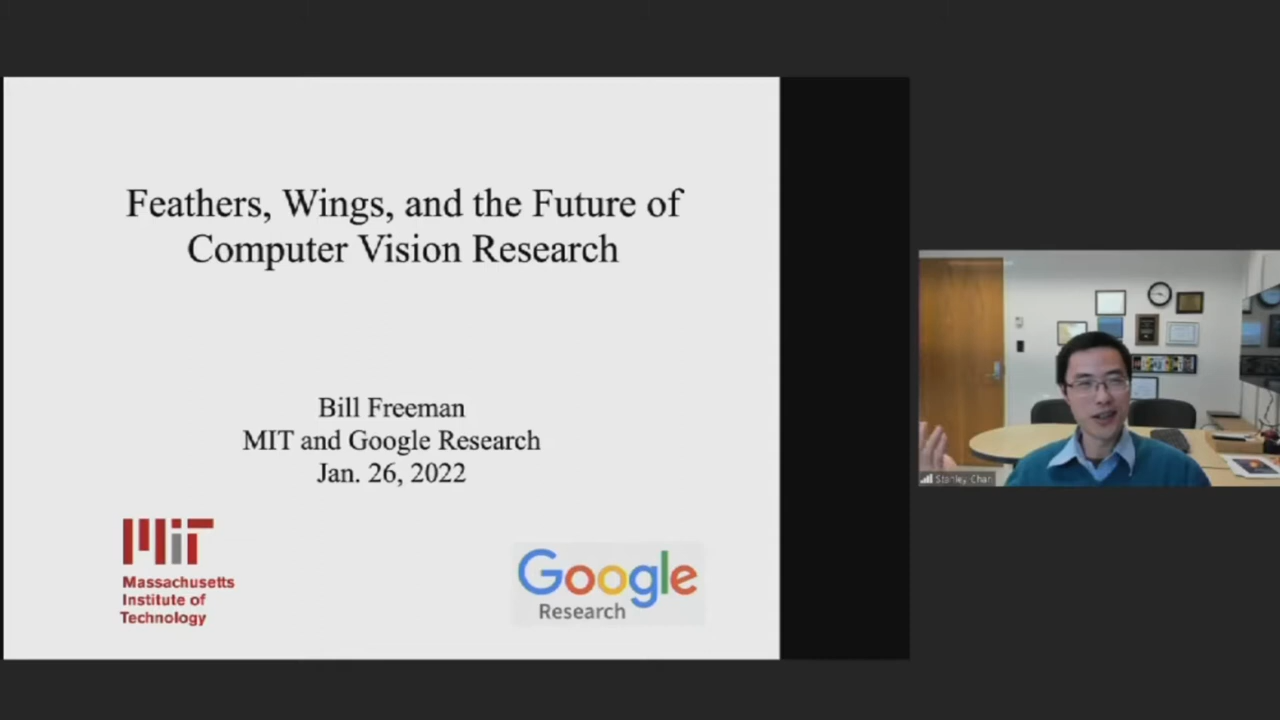 Feathers, Wings, and the Future of
Computer Vision Research
Bill Freeman
MIT and Google Research
Jan. 26, 2022
MIT
Massachusetts
Institute of
Technology
Google
Research
Stanley Chan